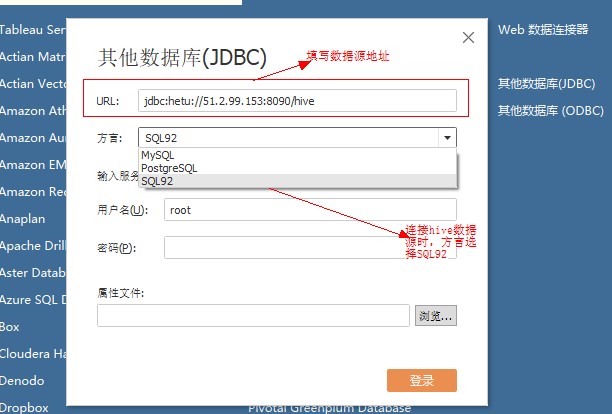 Tableau Ser
Actian Matr
Actian Vecto
Amazon Ath
Amazon Aur
Amazon EM
Amazon Red
Anaplan
Apache Drill
Aster Databa
Azure SQL D
Box
Cloudera Ha
Denodo
Dropbox
其他数据库(JDBC)
填写数据源地址
URL:
jdbc:hetu://51.2.99.153:8090/hive
方言:
SQL92
MySQL
PostgreSQL
SQL92
输入服务
用户名(U):
root
连接hive数据
源时，方言选
择SQL92
密码(P):
属性文件:
浏览...
登录
Pivotal Greenplum Database
Web 数据连接器
其他数据库(JDBC)
其他数据库 (ODBC)